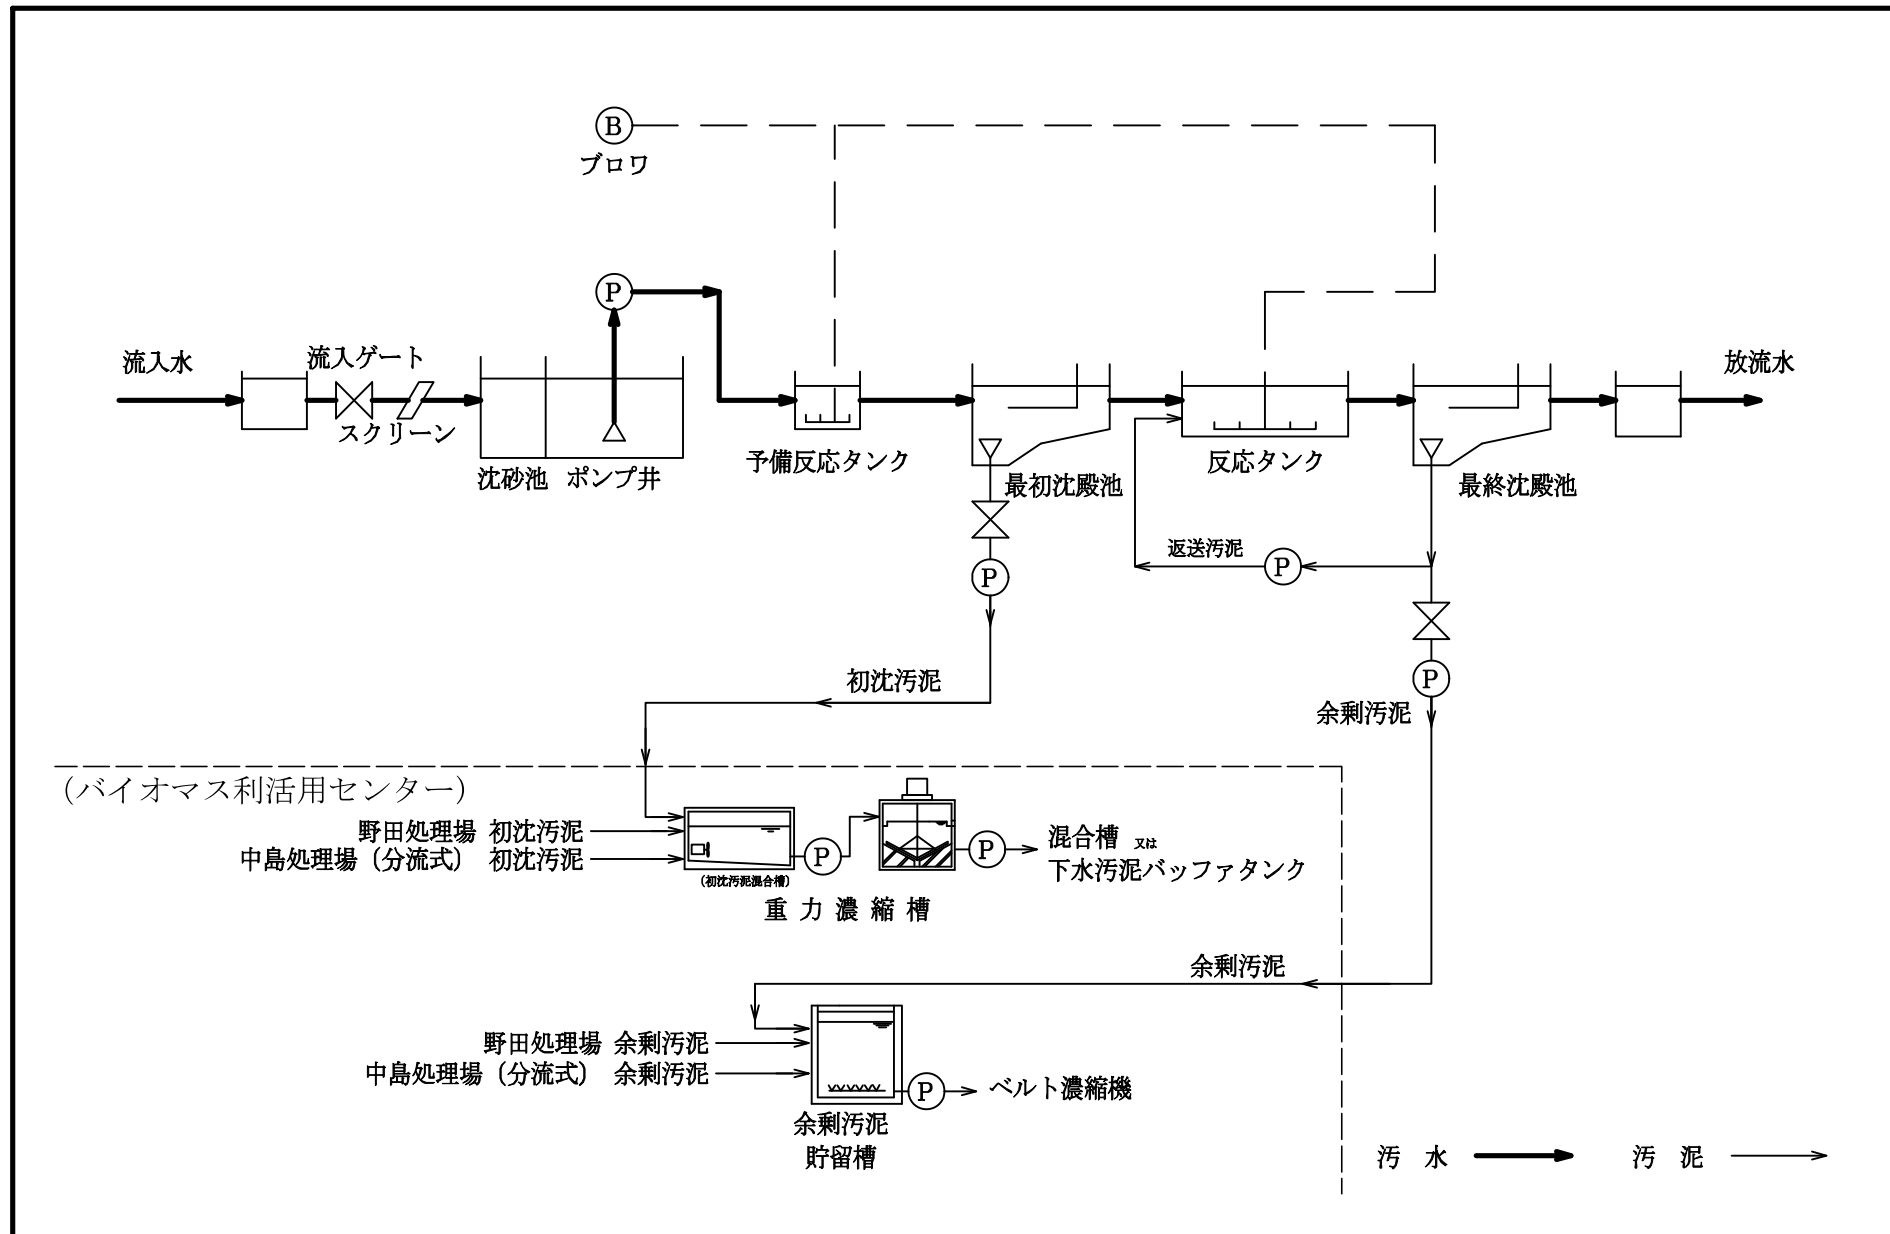 B
ブロワ
P
流入水
流入ゲート
放流水
スクリーン
沈砂池
ポンプ井
予備反応タンク
最初沈殿池
反応タンク
最終沈殿池
返送汚泥
P
P
P
初沈汚泥
余剰汚泥
(バイオマス利活用センター)
野田処理場 初沈汚泥
中島処理場(分流式) 初沈汚泥
(初沈汚泥混合槽)
P
P
混合槽 又は
下水汚泥バッファタンク
重力濃縮槽
余剰汚泥
野田処理場 余剰汚泥
中島処理場(分流式) 余剰汚泥
P
ベルト濃縮機
余剰汚泥
貯留槽
汚 水
汚 泥